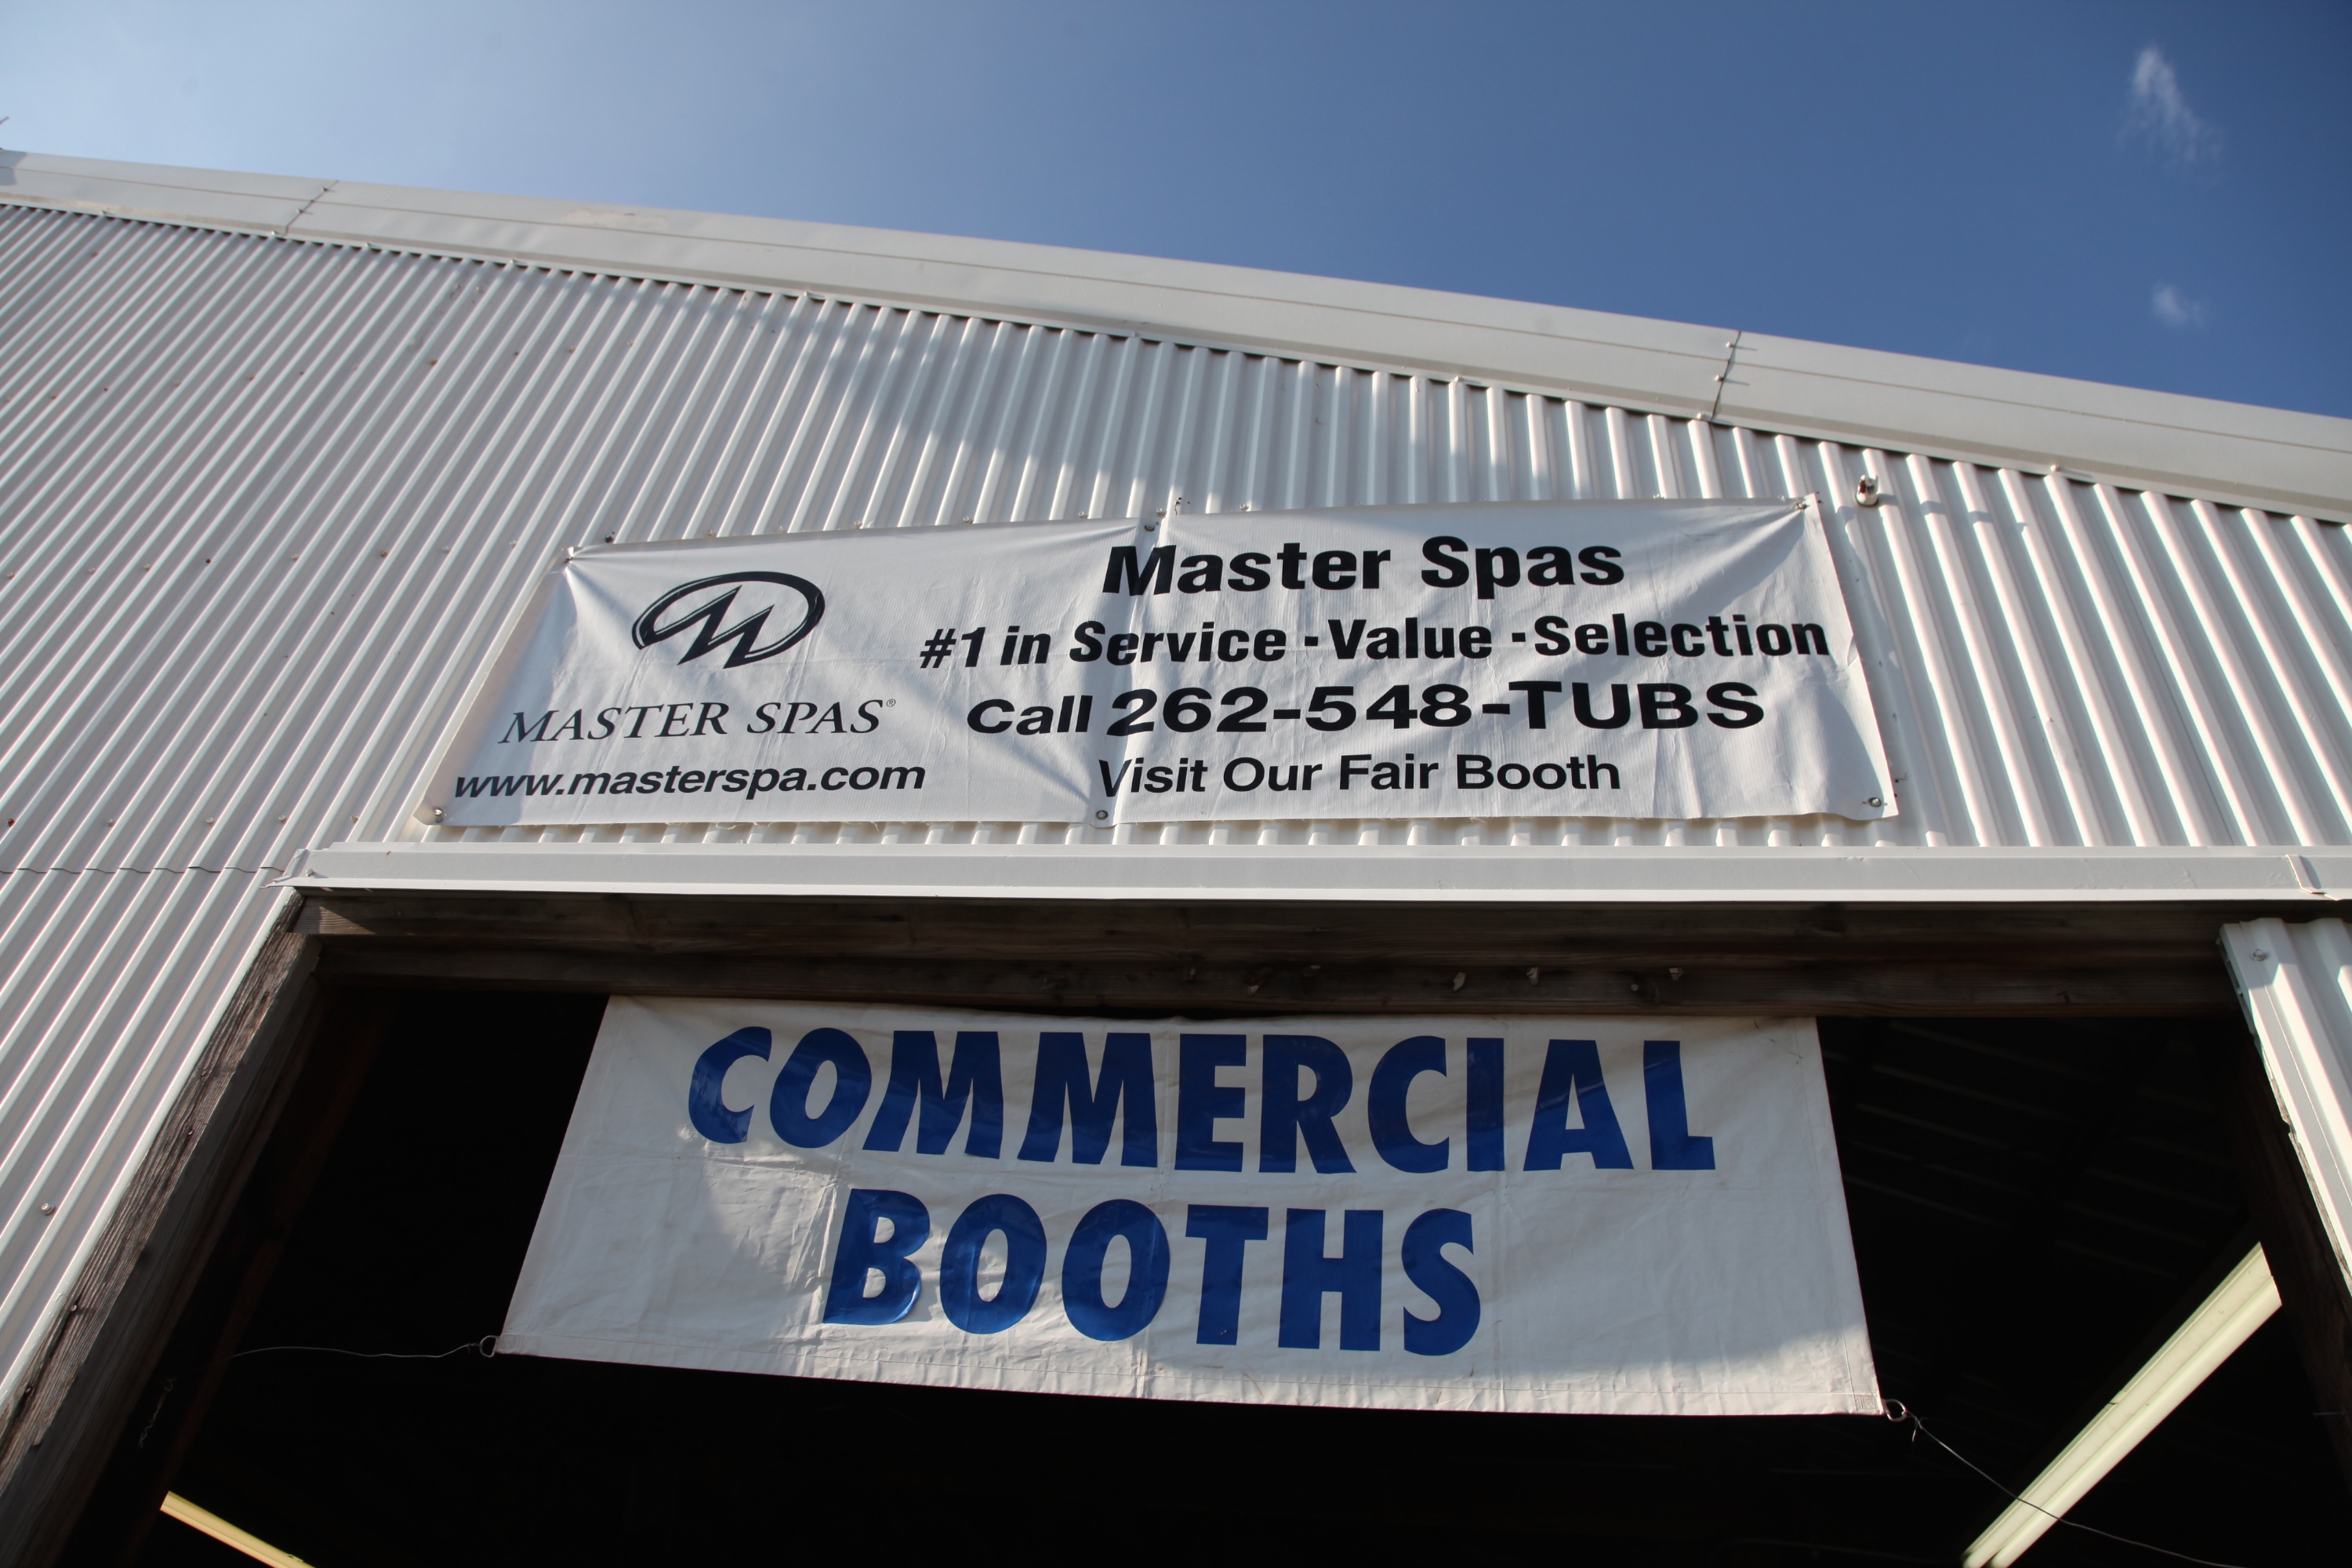 MASTER SPAS®
www.masterspa.com
Master Spas
#1 in Service - Value - Selection
Call 262-548-TUBS
Visit Our Fair Booth
COMMERCIAL
BOOTHS